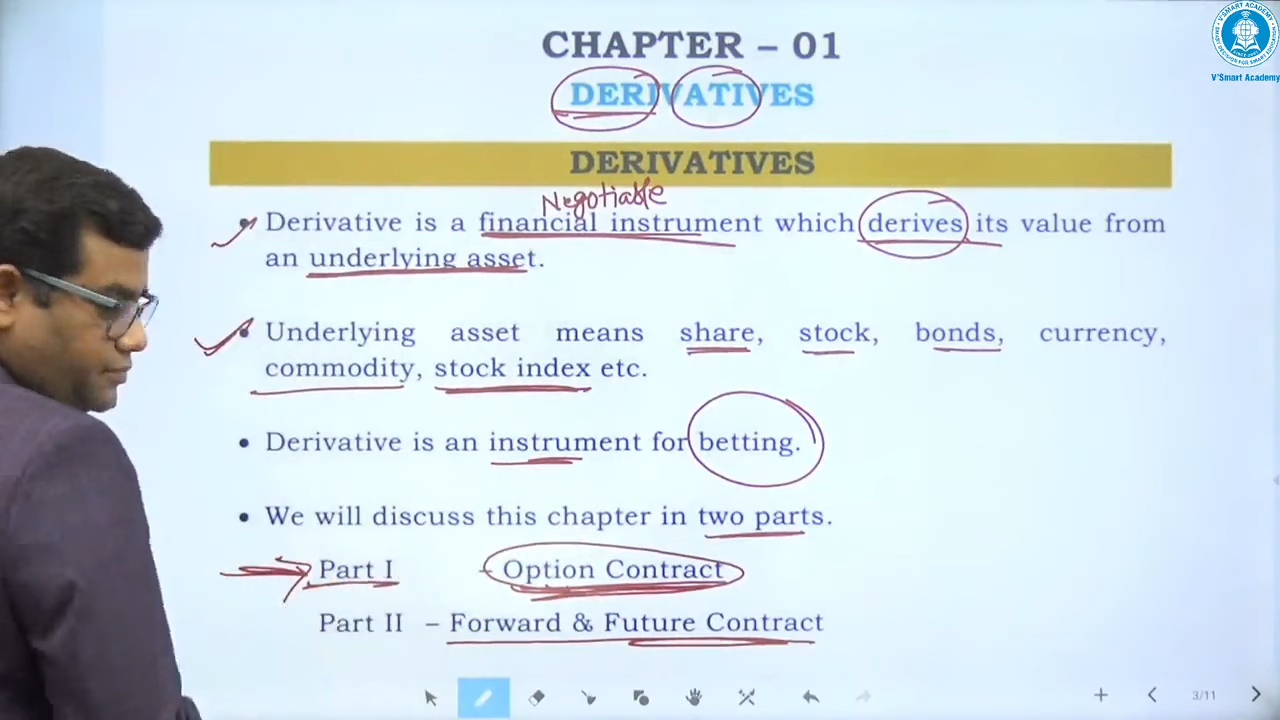 CHAPTER – 01
DERIVATIVES
DERIVATIVES
Negotiable
• Derivative is a financial instrument which derives its value from
an underlying asset.
• Underlying asset means share, stock, bonds, currency,
commodity, stock index etc.
• Derivative is an instrument for betting.
• We will discuss this chapter in two parts.
Part I – Option Contract
Part II – Forward & Future Contract
3/11
V'SMART ACADEMY
V'Smart Academy